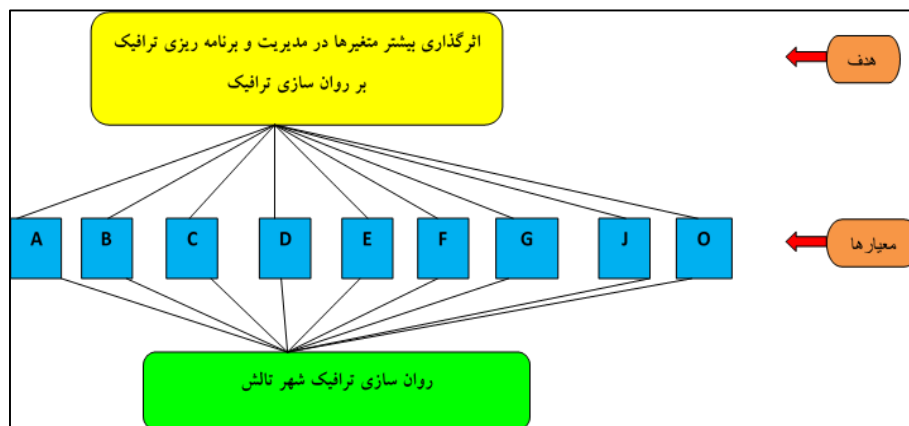 اثرگذاری بیشتر متغیرها در مدیریت و برنامه ریزی ترافیک
بر روان سازی ترافیک
هدف
A B C D E F G J O
معیارها
روان سازی ترافیک شهر تالش